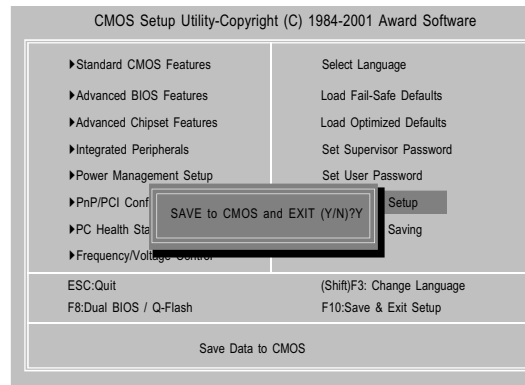 CMOS Setup Utility-Copyright (C) 1984-2001 Award Software
▶Standard CMOS Features
▶Advanced BIOS Features
▶Advanced Chipset Features
▶Integrated Peripherals
▶Power Management Setup
▶PnP/PCI Conf
▶PC Health Sta
▶Frequency/Voltage Control
Select Language
Load Fail-Safe Defaults
Load Optimized Defaults
Set Supervisor Password
Set User Password
Setup
Saving
SAVE to CMOS and EXIT (Y/N)?Y
ESC:Quit
(Shift)F3: Change Language
F8:Dual BIOS / Q-Flash
F10:Save & Exit Setup
Save Data to CMOS